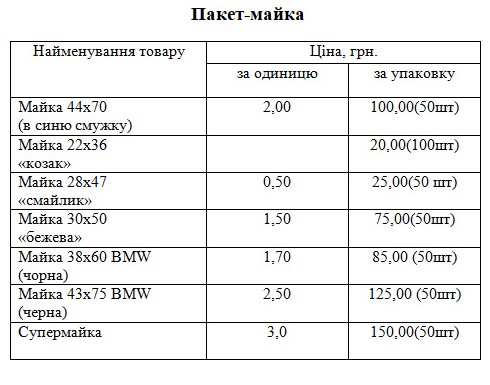 Пакет-майка
Найменування товару Ціна, грн.
за одиницю за упаковку
Майка 44х70 2,00 100,00(50шт)
(в синю смужку)
Майка 22х36 20,00(100шт)
«козак»
Майка 28х47 0,50 25,00(50 шт)
«смайлик»
Майка 30х50 1,50 75,00(50шт)
«бежева»
Майка 38х60 BMW 1,70 85,00 (50шт)
(чорна)
Майка 43х75 BMW 2,50 125,00 (50шт)
(черна)
Супермайка 3,0 150,00(50шт)